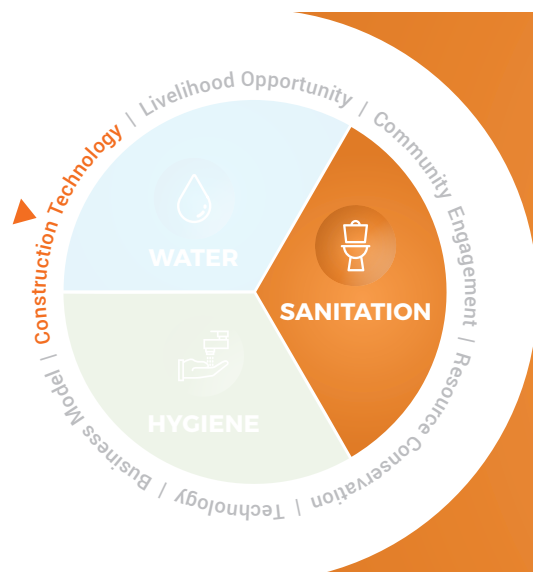 Construction Technology | Livelihood Opportunity | Community Engagement | Resource Conservation | Technology | Business Model |
WATER
SANITATION
HYGIENE